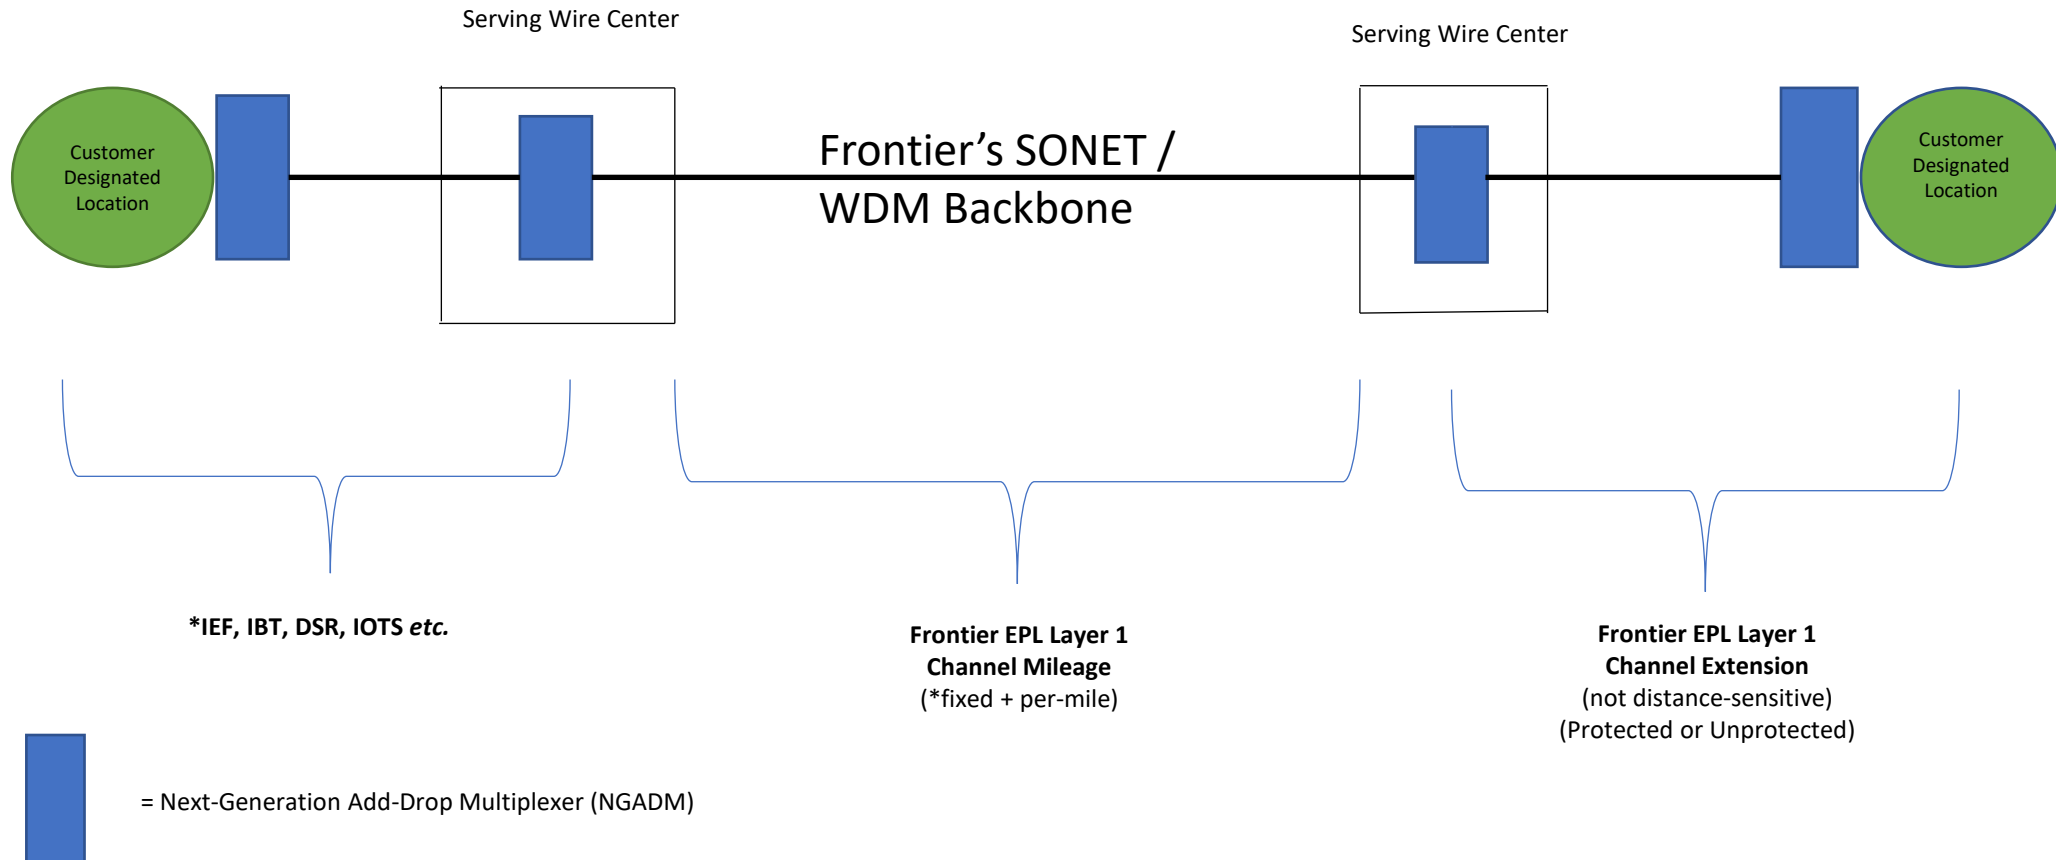 Serving Wire Center
Serving Wire Center
Customer
Designated
Location
Frontier’s SONET /
WDM Backbone
Customer
Designated
Location
*IEF, IBT, DSR, IOTS etc.
Frontier EPL Layer 1
Channel Mileage
(*fixed + per-mile)
Frontier EPL Layer 1
Channel Extension
(not distance-sensitive)
(Protected or Unprotected)
= Next-Generation Add-Drop Multiplexer (NGADM)